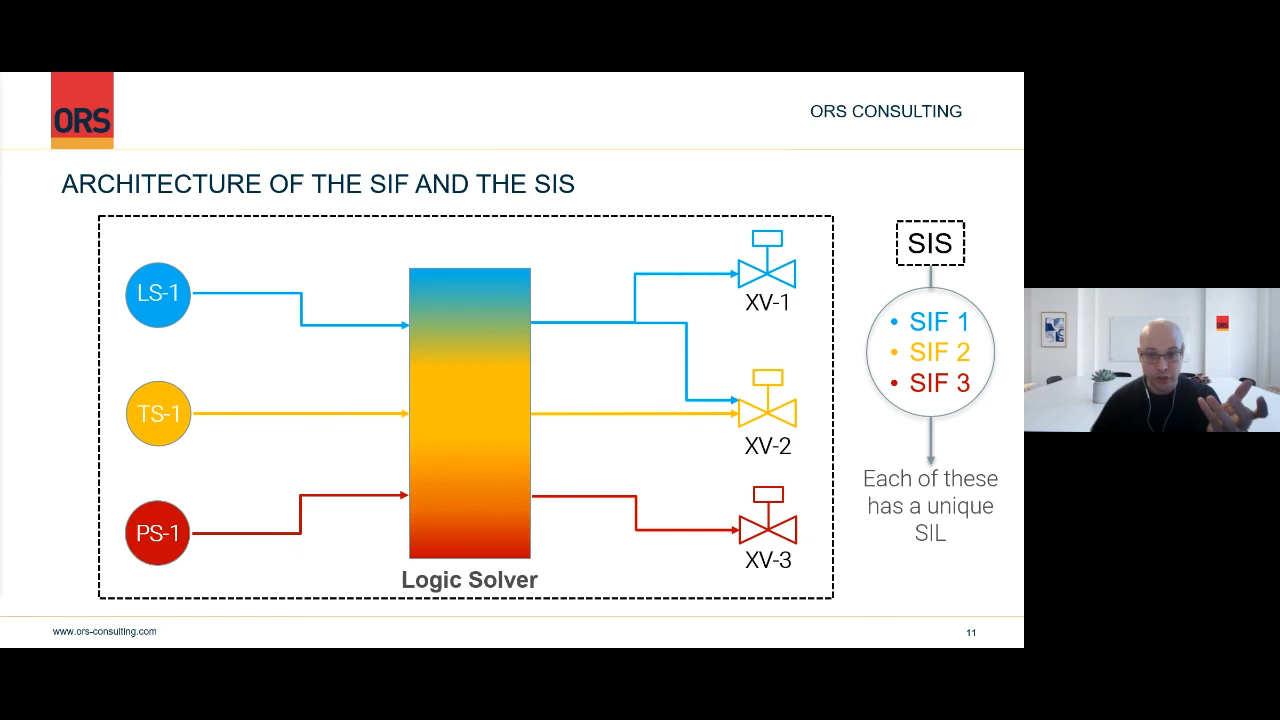 ORS
ORS CONSULTING
ARCHITECTURE OF THE SIF AND THE SIS
LS-1
TS-1
PS-1
Logic Solver
XV-1
XV-2
XV-3
SIS
• SIF 1
• SIF 2
• SIF 3
Each of these
has a unique
SIL
www.ors-consulting.com
11